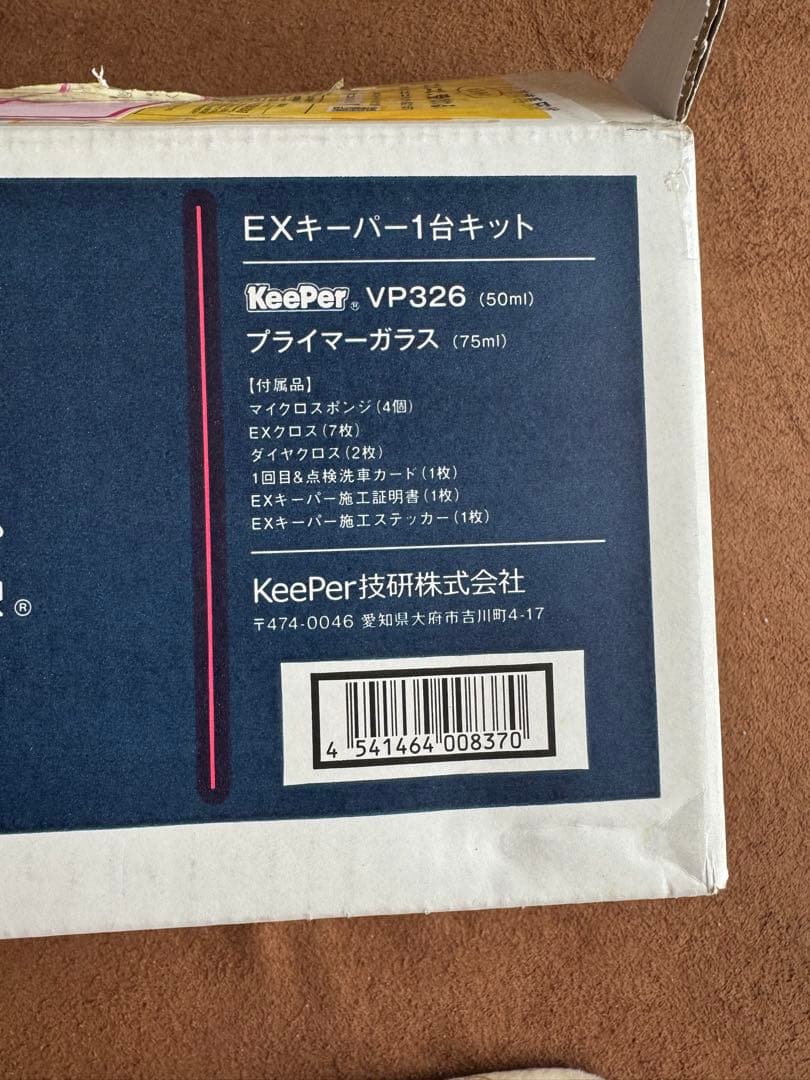 EXキーパー1台キット
KeePer® VP326（50ml）
プライマーガラス（75ml）
【付属品】
マイクロスポンジ（4個）
EXクロス（7枚）
ダイヤクロス（2枚）
1回目&点検洗車カード（1枚）
EXキーパー施工証明書（1枚）
EXキーパー施工ステッカー（1枚）
KeePer技研株式会社
〒474-0046 愛知県大府市吉川町4-17
®
4 541464 008370